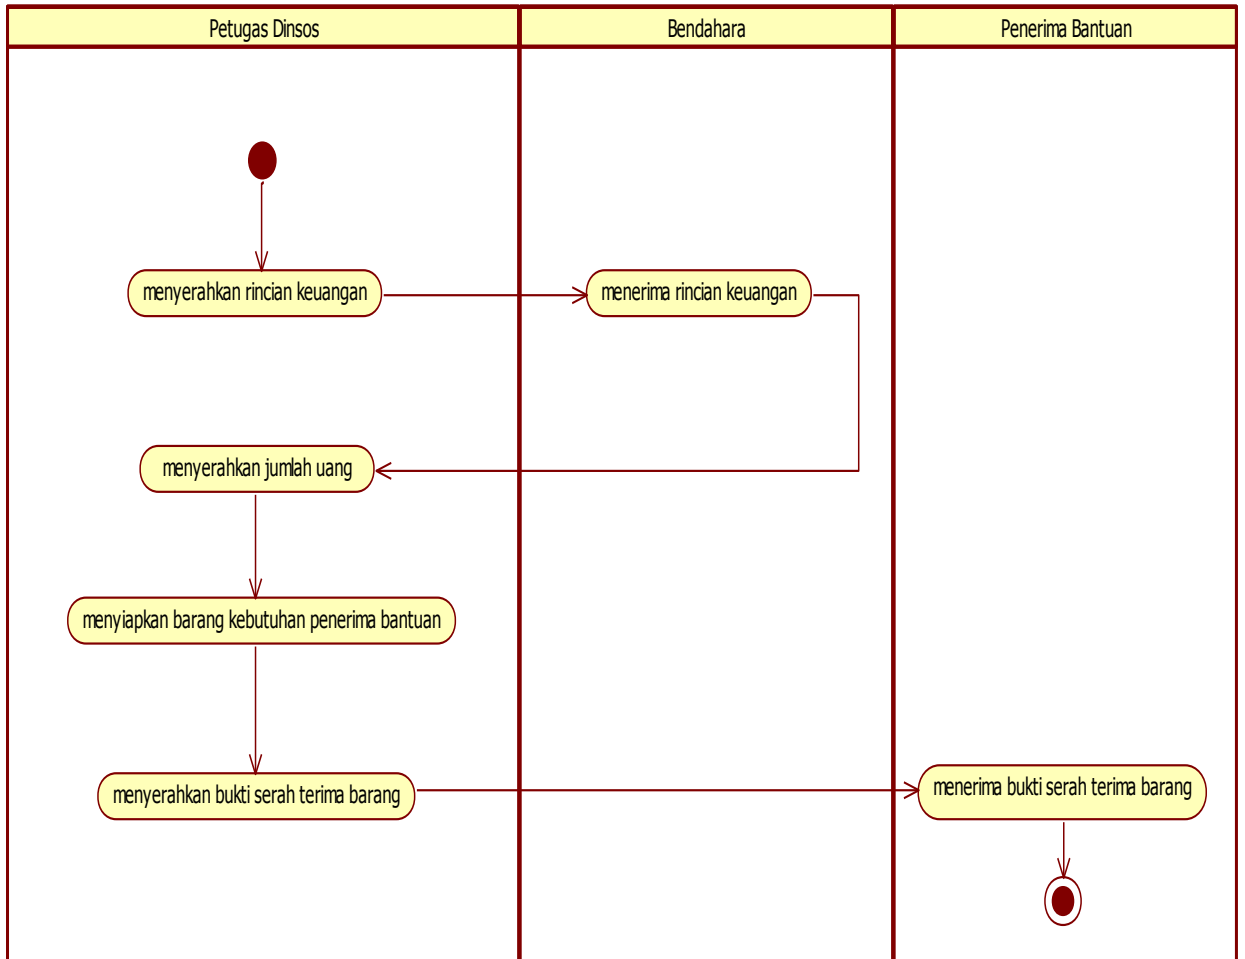 Petugas Dinsos
Bendahara
Penerima Bantuan
menyerahkan rincian keuangan
menerima rincian keuangan
menyerahkan jumlah uang
menyiapkan barang kebutuhan penerima bantuan
menyerahkan bukti serah terima barang
menerima bukti serah terima barang